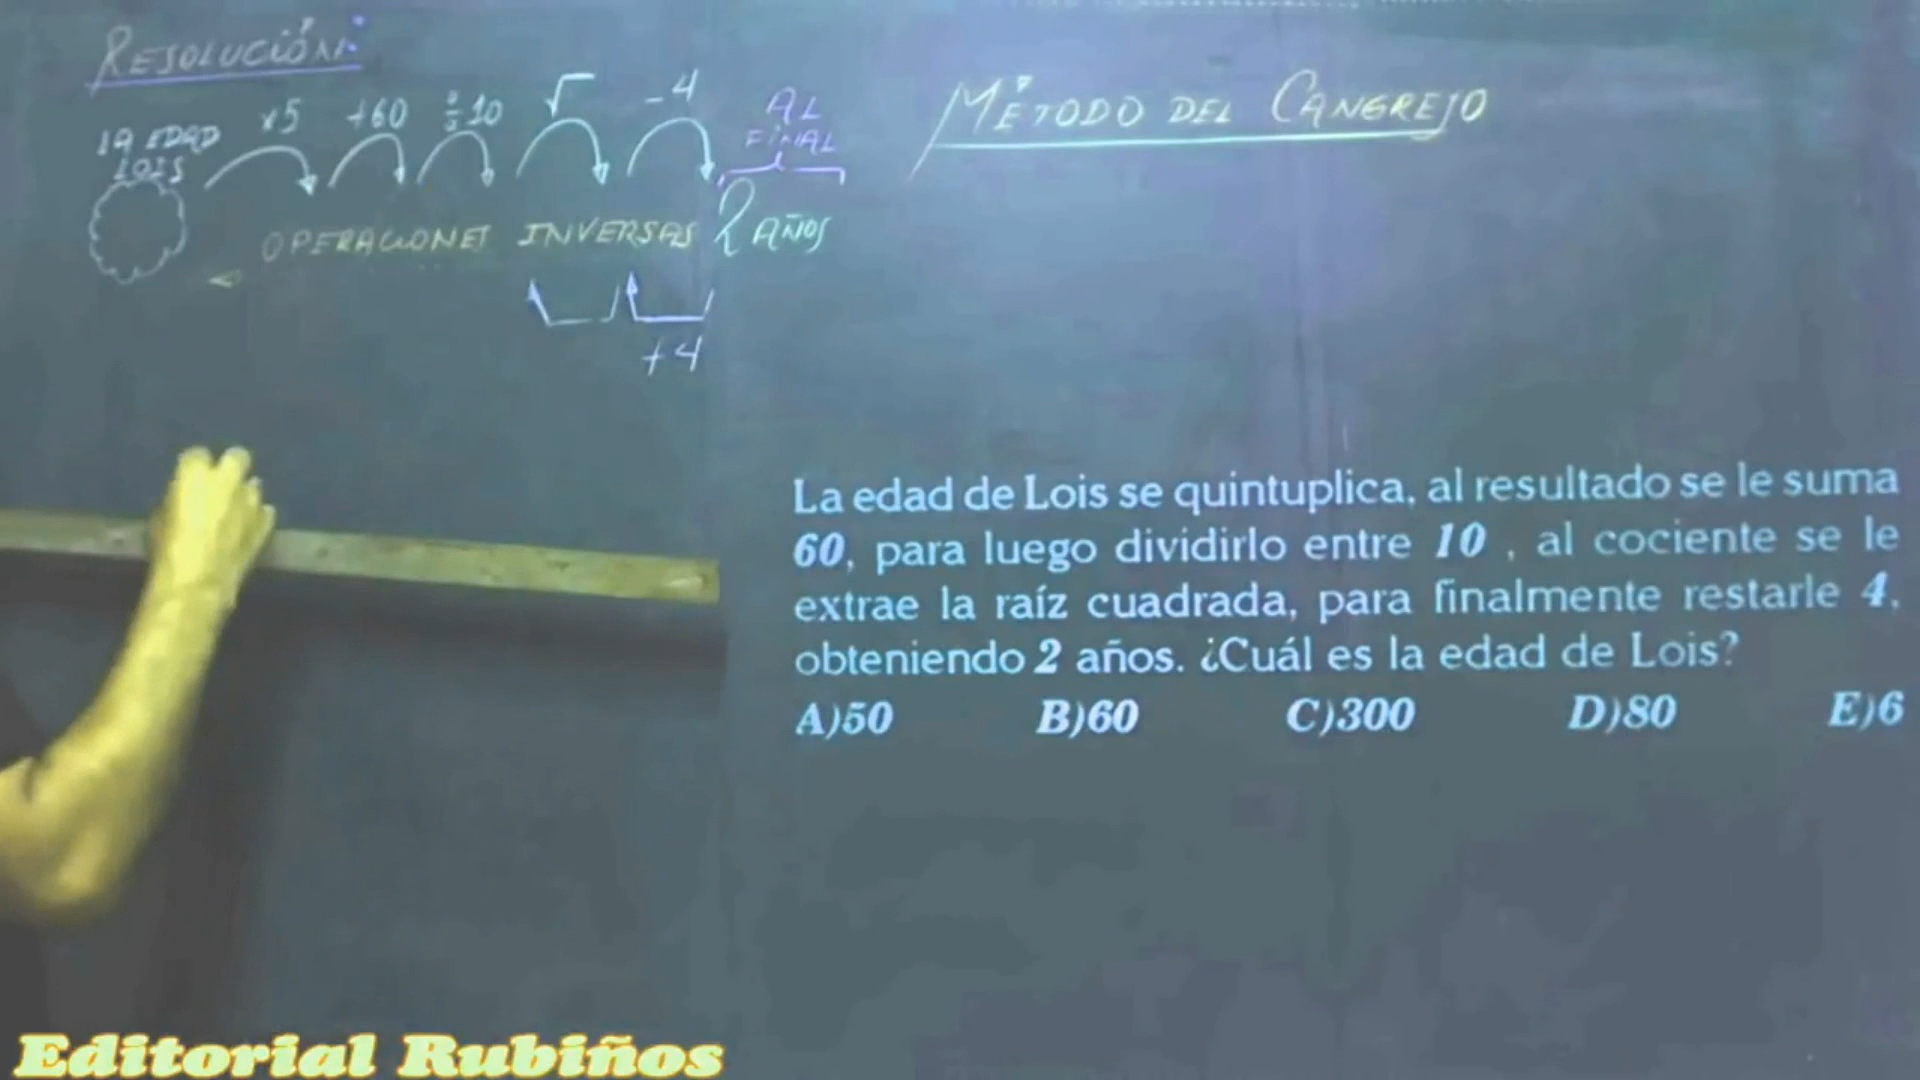 RESOLUCIÓN:
MÉTODO DEL CANGREJO
x5 +60 ÷10 √ -4
AL
FINAL
LA EDAD
LOIS
OPERACIONES INVERSAS 2 AÑOS
+4
La edad de Lois se quintuplica, al resultado se le suma
60, para luego dividirlo entre 10 , al cociente se le
extrae la raíz cuadrada, para finalmente restarle 4,
obteniendo 2 años. ¿Cuál es la edad de Lois?
A)50 B)60 C)300 D)80 E)6
Editorial Rubiños